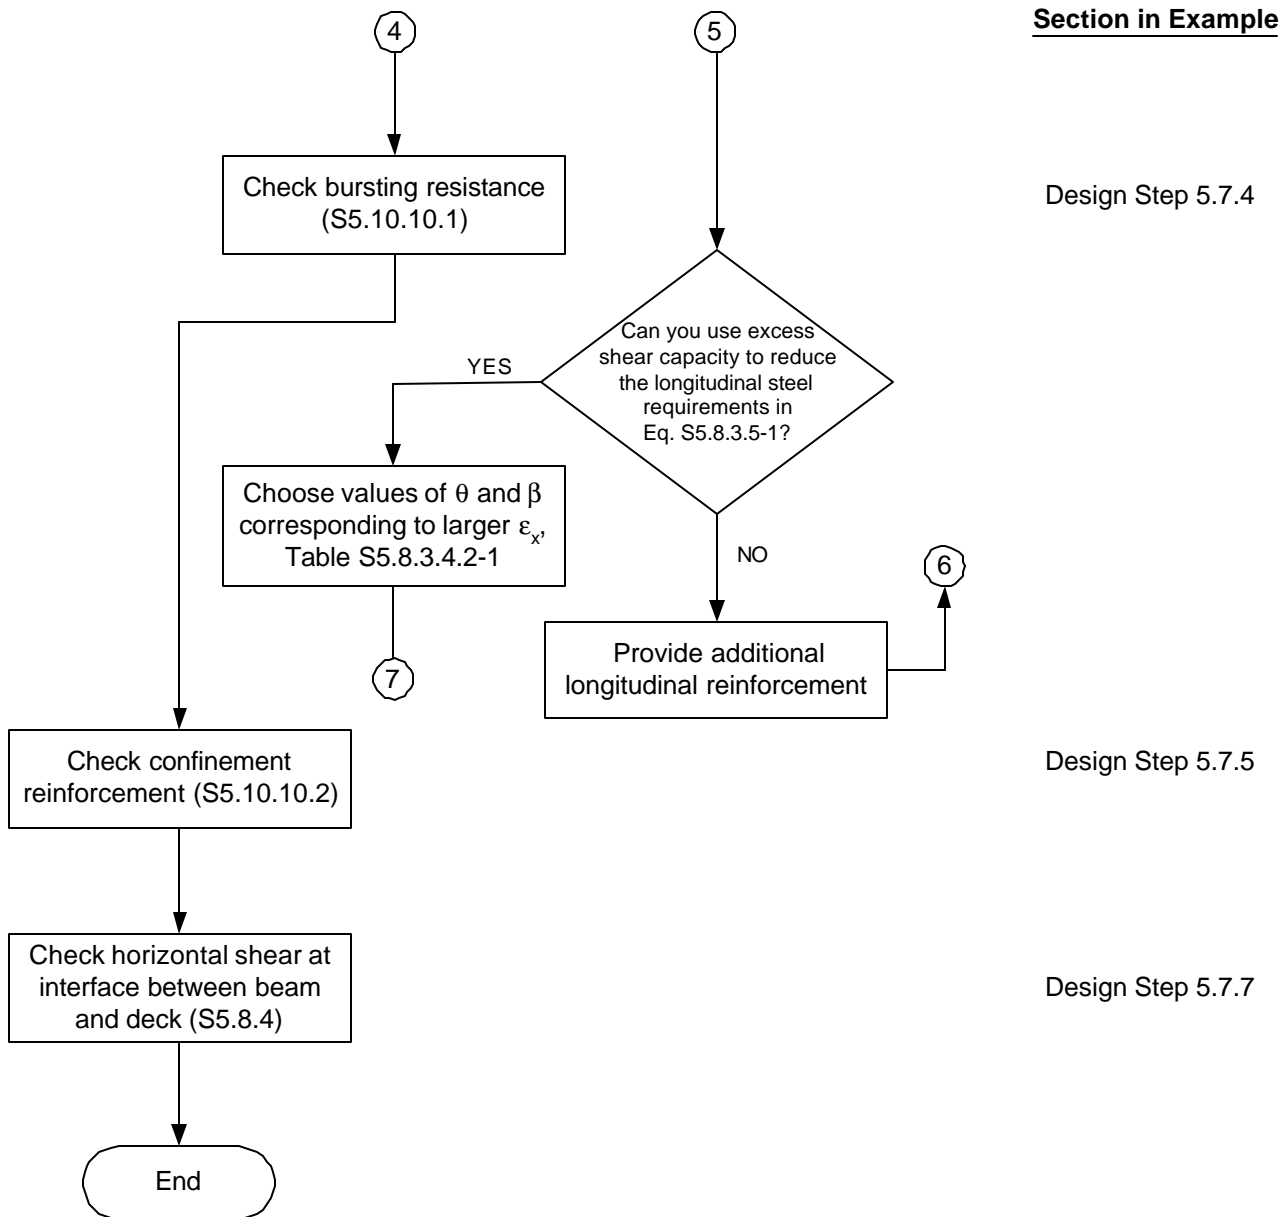 Section in Example
4
5
Check bursting resistance
(S5.10.10.1)
Design Step 5.7.4
Can you use excess
shear capacity to reduce
the longitudinal steel
requirements in
Eq. S5.8.3.5-1?
YES
Choose values of θ and β
corresponding to larger εx,
Table S5.8.3.4.2-1
NO
6
7
Provide additional
longitudinal reinforcement
Check confinement
reinforcement (S5.10.10.2)
Design Step 5.7.5
Check horizontal shear at
interface between beam
and deck (S5.8.4)
Design Step 5.7.7
End